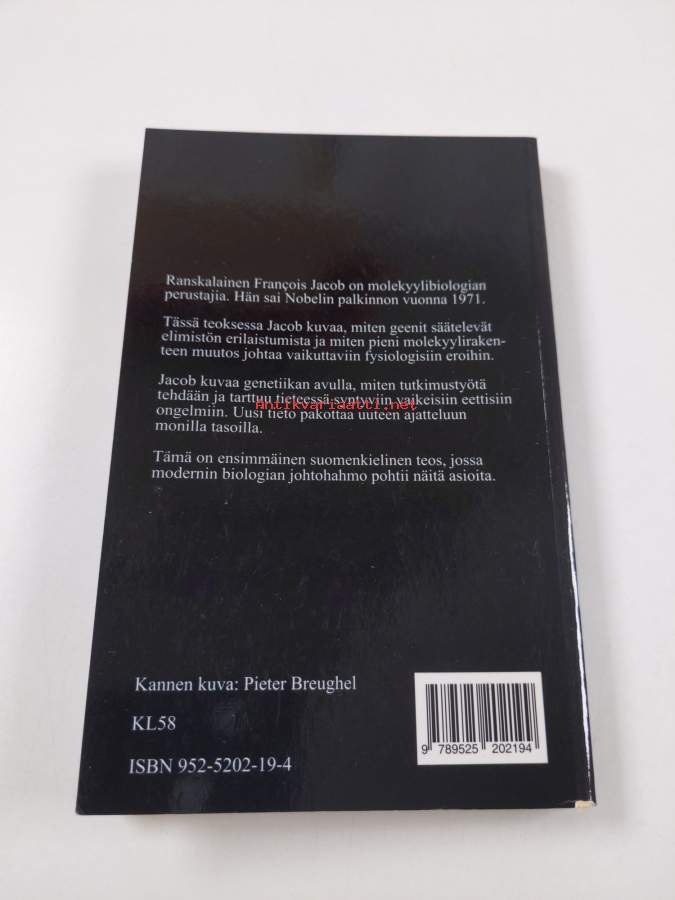 Ranskalainen François Jacob on molekyylibiologian
perustajia. Hän sai Nobelin palkinnon vuonna 1971.
Tässä teoksessa Jacob kuvaa, miten geenit säätelevät
elimistön erilaistumista ja miten pieni molekyyliraken-
teen muutos johtaa vaikuttaviin fysiologisiin eroihin.
Jacob kuvaa genetiikan avulla, miten tutkimustyötä
tehdään ja tarttuu tieteessä syntyviin vaikeisiin eettisiin
Antikvariaatti.net
ongelmiin. Uusi tieto pakottaa uuteen ajatteluun
monilla tasoilla.
Tämä on ensimmäinen suomenkielinen teos, jossa
modernin biologian johtohahmo pohtii näitä asioita.
Kannen kuva: Pieter Breughel
KL58
ISBN 952-5202-19-4
9 789525 202194